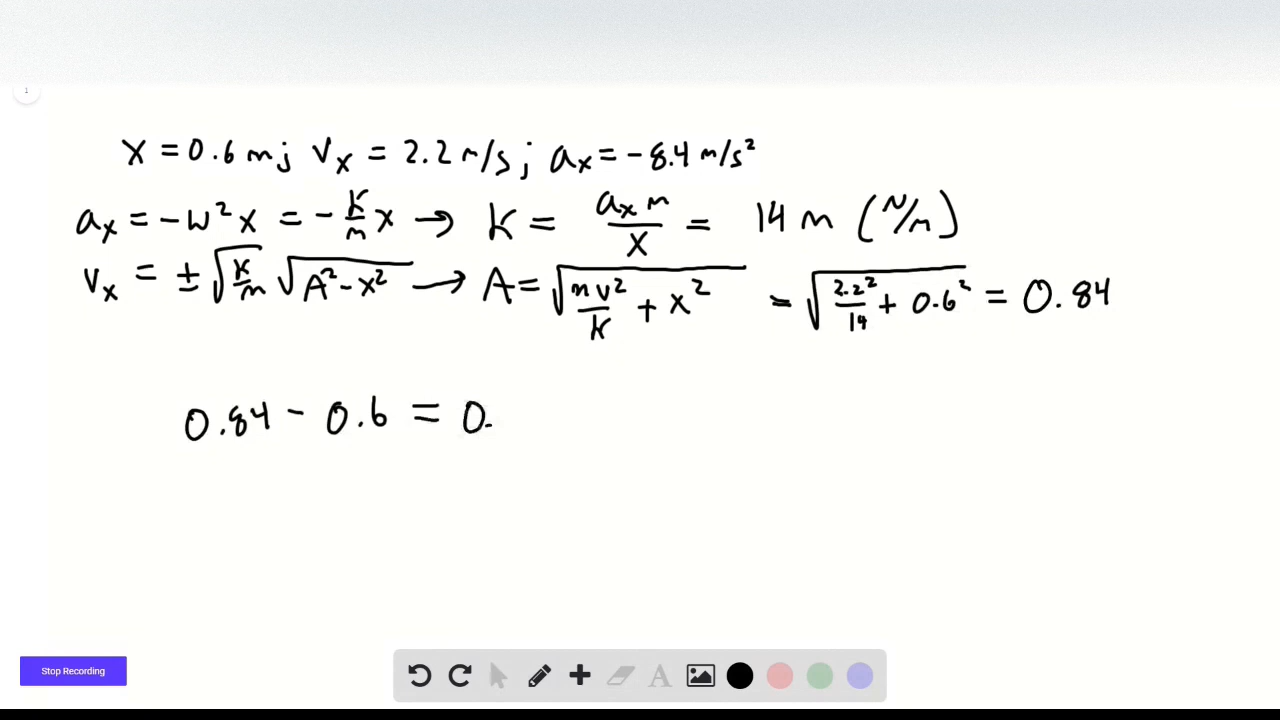 1
x = 0.6 m; Vx = 2.2 m/s; ax = -8.4 m/s²
ax = -W²x = -K/m x → K = ax m/x = 14 m (N/m)
Vx = ±√(K/m) √(A²-x²) → A = √(mv²/K + x²) = √(2.2²/14 + 0.6²) = 0.84
0.84 - 0.6 = 0.
Stop Recording
A